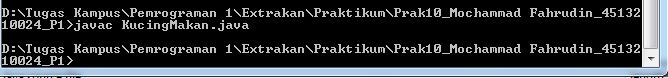 D:\Tugas Kampus\Pemrograman 1\Extrakan\Praktikum\Prak10_Mochammad Fahrudin_45132
10024_P1>javac KucingMakan.java
D:\Tugas Kampus\Pemrograman 1\Extrakan\Praktikum\Prak10_Mochammad Fahrudin_45132
10024_P1>